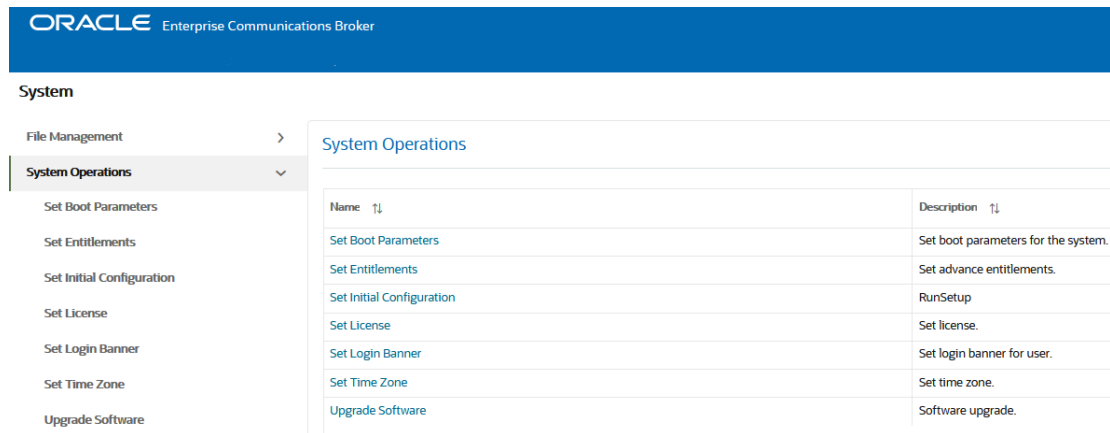 ORACLE Enterprise Communications Broker
System
File Management
System Operations
Set Boot Parameters
Set Entitlements
Set Initial Configuration
Set License
Set Login Banner
Set Time Zone
Upgrade Software
System Operations
Name Description
Set Boot Parameters Set boot parameters for the system.
Set Entitlements Set advance entitlements.
Set Initial Configuration RunSetup
Set License Set license.
Set Login Banner Set login banner for user.
Set Time Zone Set time zone.
Upgrade Software Software upgrade.